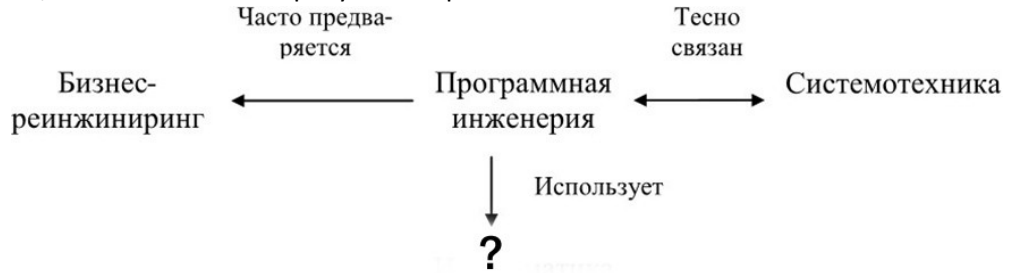 Часто предва-
ряется
Тесно
связан
Бизнес-
реинжиниринг
Программная
инженерия
Системотехника
Использует
?